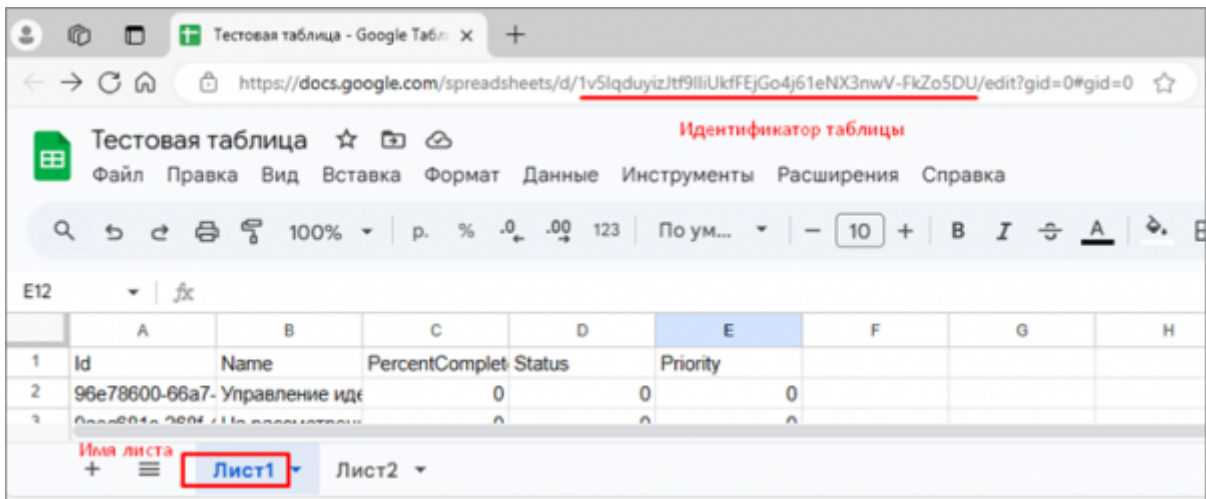 Тестовая таблица - Google Табл
https://docs.google.com/spreadsheets/d/1v5IqduyizJtf9IIiUkfFEjGo4j61eNX3nwV-FkZo5DU/edit?gid=0#gid=0
Идентификатор таблицы
Тестовая таблица
Файл Правка Вид Вставка Формат Данные Инструменты Расширения Справка
100% р. % .0 .00 123 По ум... − 10 + B I A
E12 fx
A B C D E F G H
1 Id Name PercentComplet Status Priority
2 96e78600-66a7- Управление иде 0 0 0
3
Имя листа
+ Лист1 Лист2